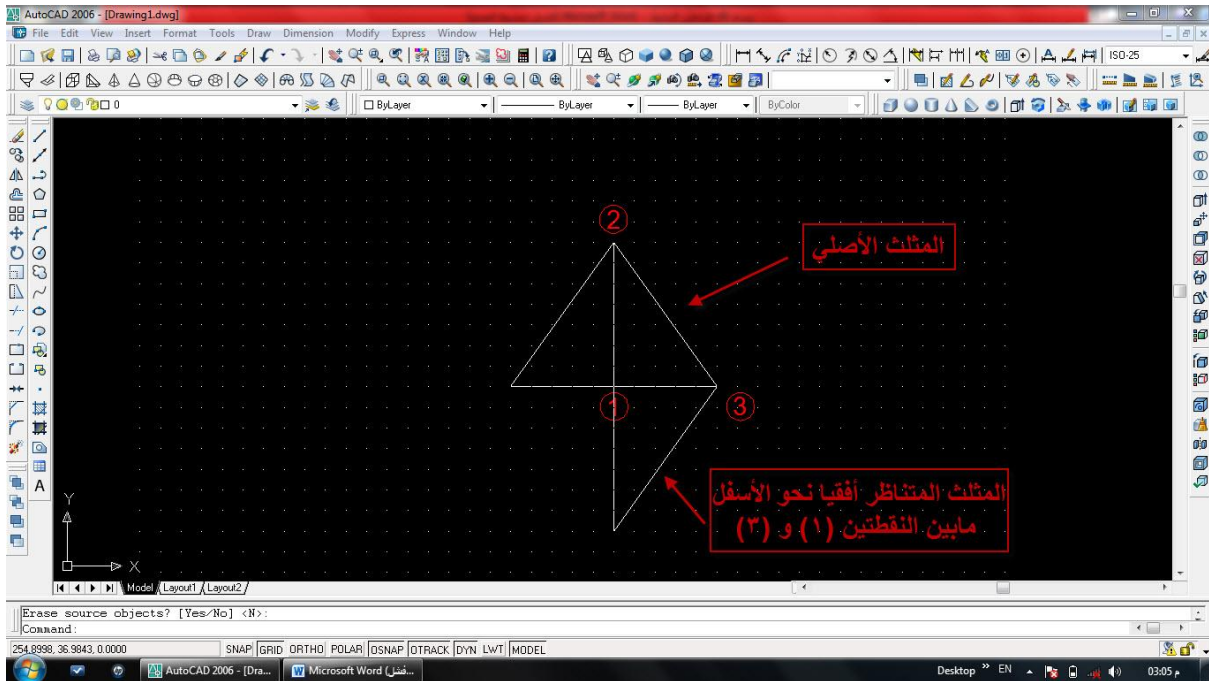 AutoCAD 2006 - [Drawing1.dwg]
File Edit View Insert Format Tools Draw Dimension Modify Express Window Help
ISO-25
0 ByLayer ByLayer ByLayer ByColor
2
المثلث الأصلي
1
3
المثلث المتناظر أفقيا نحو الأسفل
مابين النقطتين (١) و (٣)
Y
X
A
Model Layout1 Layout2
Erase source objects? [Yes/No] <N>:
Command:
254.8998, 36.9843, 0.0000 SNAP GRID ORTHO POLAR OSNAP OTRACK DYN LWT MODEL
AutoCAD 2006 - [Dra... Microsoft Word (فشل... Desktop EN 03:05 م